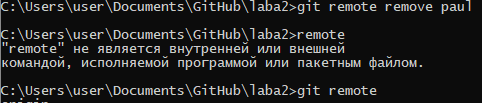 C:\Users\user\Documents\GitHub\laba2>git remote remove paul
C:\Users\user\Documents\GitHub\laba2>remote
"remote" не является внутренней или внешней
командой, исполняемой программой или пакетным файлом.
C:\Users\user\Documents\GitHub\laba2>git remote